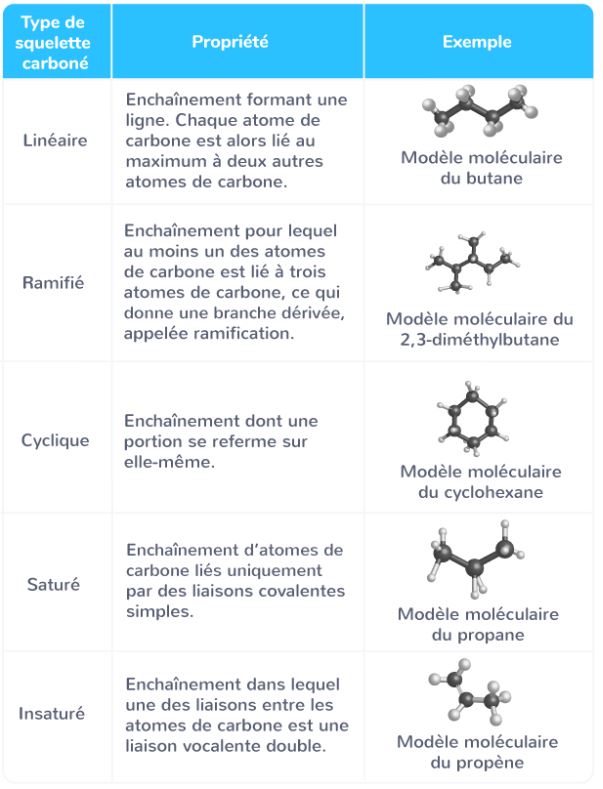 Type de
squelette
carboné
Propriété
Exemple
Linéaire
Enchaînement formant une
ligne. Chaque atome de
carbone est alors lié au
maximum à deux autres
atomes de carbone.
Modèle moléculaire
du butane
Ramifié
Enchaînement pour lequel
au moins un des atomes
de carbone est lié à trois
atomes de carbone, ce qui
donne une branche dérivée,
appelée ramification.
Modèle moléculaire du
2,3-diméthylbutane
Cyclique
Enchaînement dont une
portion se referme sur
elle-même.
Modèle moléculaire
du cyclohexane
Saturé
Enchaînement d’atomes de
carbone liés uniquement
par des liaisons covalentes
simples.
Modèle moléculaire
du propane
Insaturé
Enchaînement dans lequel
une des liaisons entre les
atomes de carbone est une
liaison vocalente double.
Modèle moléculaire
du propène